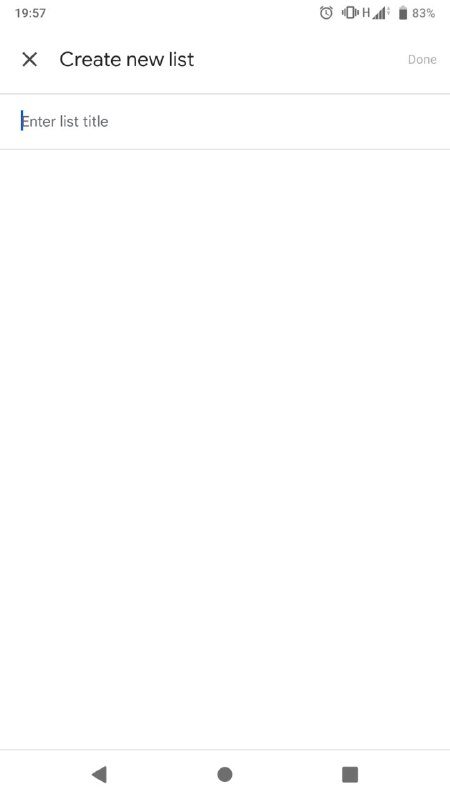 19:57
H
83%
Create new list
Done
Enter list title